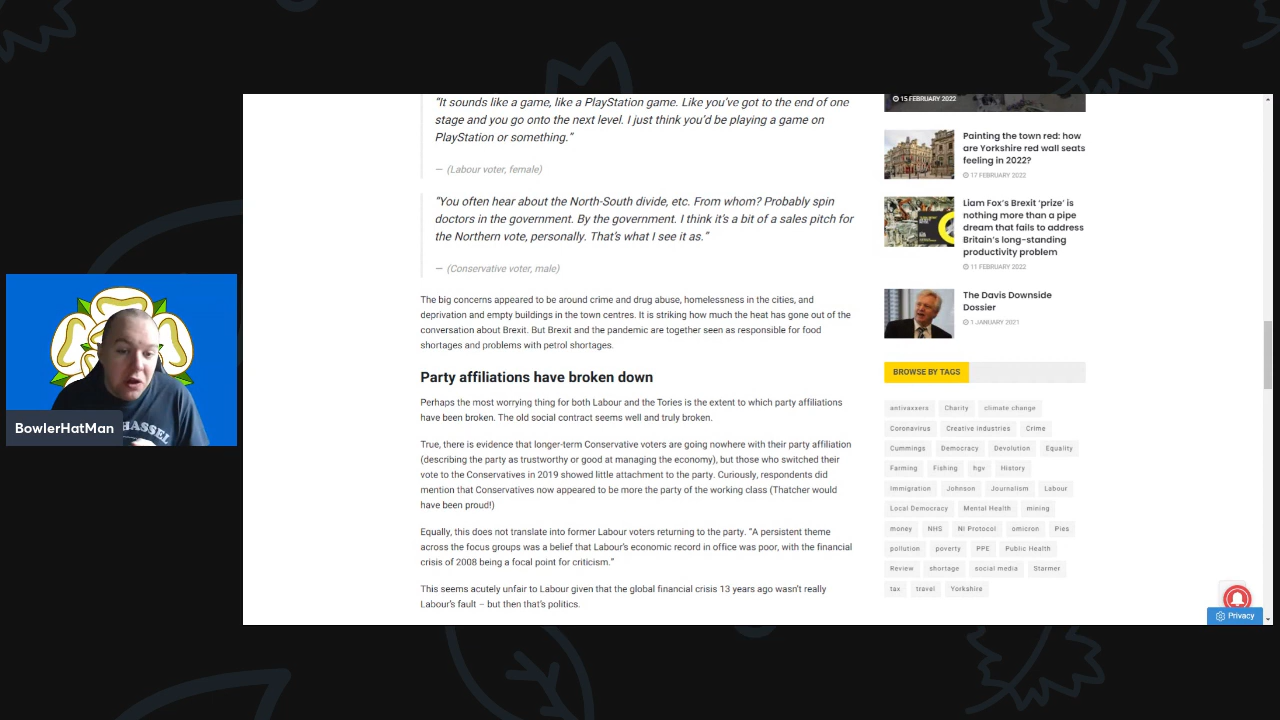 "It sounds like a game, like a PlayStation game. Like you've got to the end of one
stage and you go onto the next level. I just think you'd be playing a game on
PlayStation or something."
— (Labour voter, female)
"You often hear about the North-South divide, etc. From whom? Probably spin
doctors in the government. By the government. I think it's a bit of a sales pitch for
the Northern vote, personally. That's what I see it as."
— (Conservative voter, male)
The big concerns appeared to be around crime and drug abuse, homelessness in the cities, and
deprivation and empty buildings in the town centres. It is striking how much the heat has gone out of the
conversation about Brexit. But Brexit and the pandemic are together seen as responsible for food
shortages and problems with petrol shortages.
Party affiliations have broken down
Perhaps the most worrying thing for both Labour and the Tories is the extent to which party affiliations
have been broken. The old social contract seems well and truly broken.
True, there is evidence that longer-term Conservative voters are going nowhere with their party affiliation
(describing the party as trustworthy or good at managing the economy), but those who switched their
vote to the Conservatives in 2019 showed little attachment to the party. Curiously, respondents did
mention that Conservatives now appeared to be more the party of the working class (Thatcher would
have been proud!)
Equally, this does not translate into former Labour voters returning to the party. "A persistent theme
across the focus groups was a belief that Labour's economic record in office was poor, with the financial
crisis of 2008 being a focal point for criticism."
This seems acutely unfair to Labour given that the global financial crisis 13 years ago wasn't really
Labour's fault – but then that's politics.
15 FEBRUARY 2022
Painting the town red: how
are Yorkshire red wall seats
feeling in 2022?
17 FEBRUARY 2022
Liam Fox's Brexit 'prize' is
nothing more than a pipe
dream that fails to address
Britain's long-standing
productivity problem
11 FEBRUARY 2022
The Davis Downside
Dossier
1 JANUARY 2021
BROWSE BY TAGS
antivaxxers Charity climate change
Coronavirus Creative industries Crime
Cummings Democracy Devolution Equality
Farming Fishing hgv History
Immigration Johnson Journalism Labour
Local Democracy Mental Health mining
money NHS NI Protocol omicron Pies
pollution poverty PPE Public Health
Review shortage social media Starmer
tax travel Yorkshire
Privacy
BowlerHatMan
HASSEL